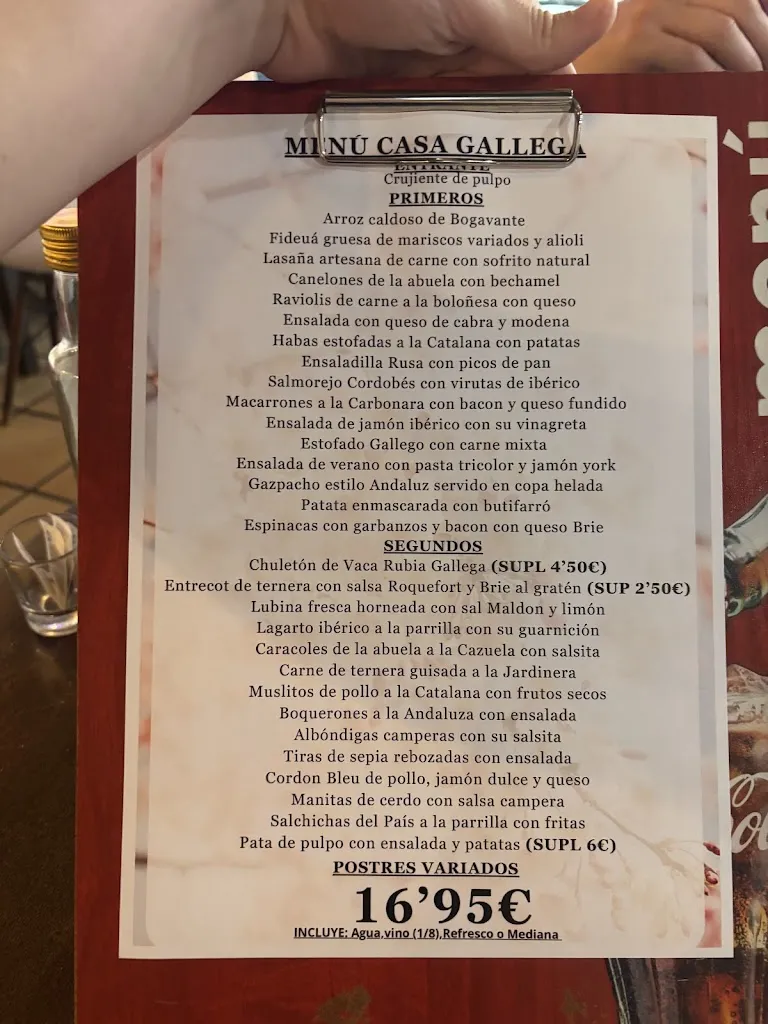 MENÚ CASA GALLEGA
ENTRANTE
Crujiente de pulpo
PRIMEROS
Arroz caldoso de Bogavante
Fideuá gruesa de mariscos variados y alioli
Lasaña artesana de carne con sofrito natural
Canelones de la abuela con bechamel
Raviolis de carne a la boloñesa con queso
Ensalada con queso de cabra y modena
Habas estofadas a la Catalana con patatas
Ensaladilla Rusa con picos de pan
Salmorejo Cordobés con virutas de ibérico
Macarrones a la Carbonara con bacon y queso fundido
Ensalada de jamón ibérico con su vinagreta
Estofado Gallego con carne mixta
Ensalada de verano con pasta tricolor y jamón york
Gazpacho estilo Andaluz servido en copa helada
Patata enmascarada con butifarró
Espinacas con garbanzos y bacon con queso Brie
SEGUNDOS
Chuletón de Vaca Rubia Gallega (SUPL 4'50€)
Entrecot de ternera con salsa Roquefort y Brie al gratén (SUP 2'50€)
Lubina fresca horneada con sal Maldon y limón
Lagarto ibérico a la parrilla con su guarnición
Caracoles de la abuela a la Cazuela con salsita
Carne de ternera guisada a la Jardinera
Muslitos de pollo a la Catalana con frutos secos
Boquerones a la Andaluza con ensalada
Albóndigas camperas con su salsita
Tiras de sepia rebozadas con ensalada
Cordon Bleu de pollo, jamón dulce y queso
Manitas de cerdo con salsa campera
Salchichas del País a la parrilla con fritas
Pata de pulpo con ensalada y patatas (SUPL 6€)
POSTRES VARIADOS
16'95€
INCLUYE: Agua,vino (1/8),Refresco o Mediana